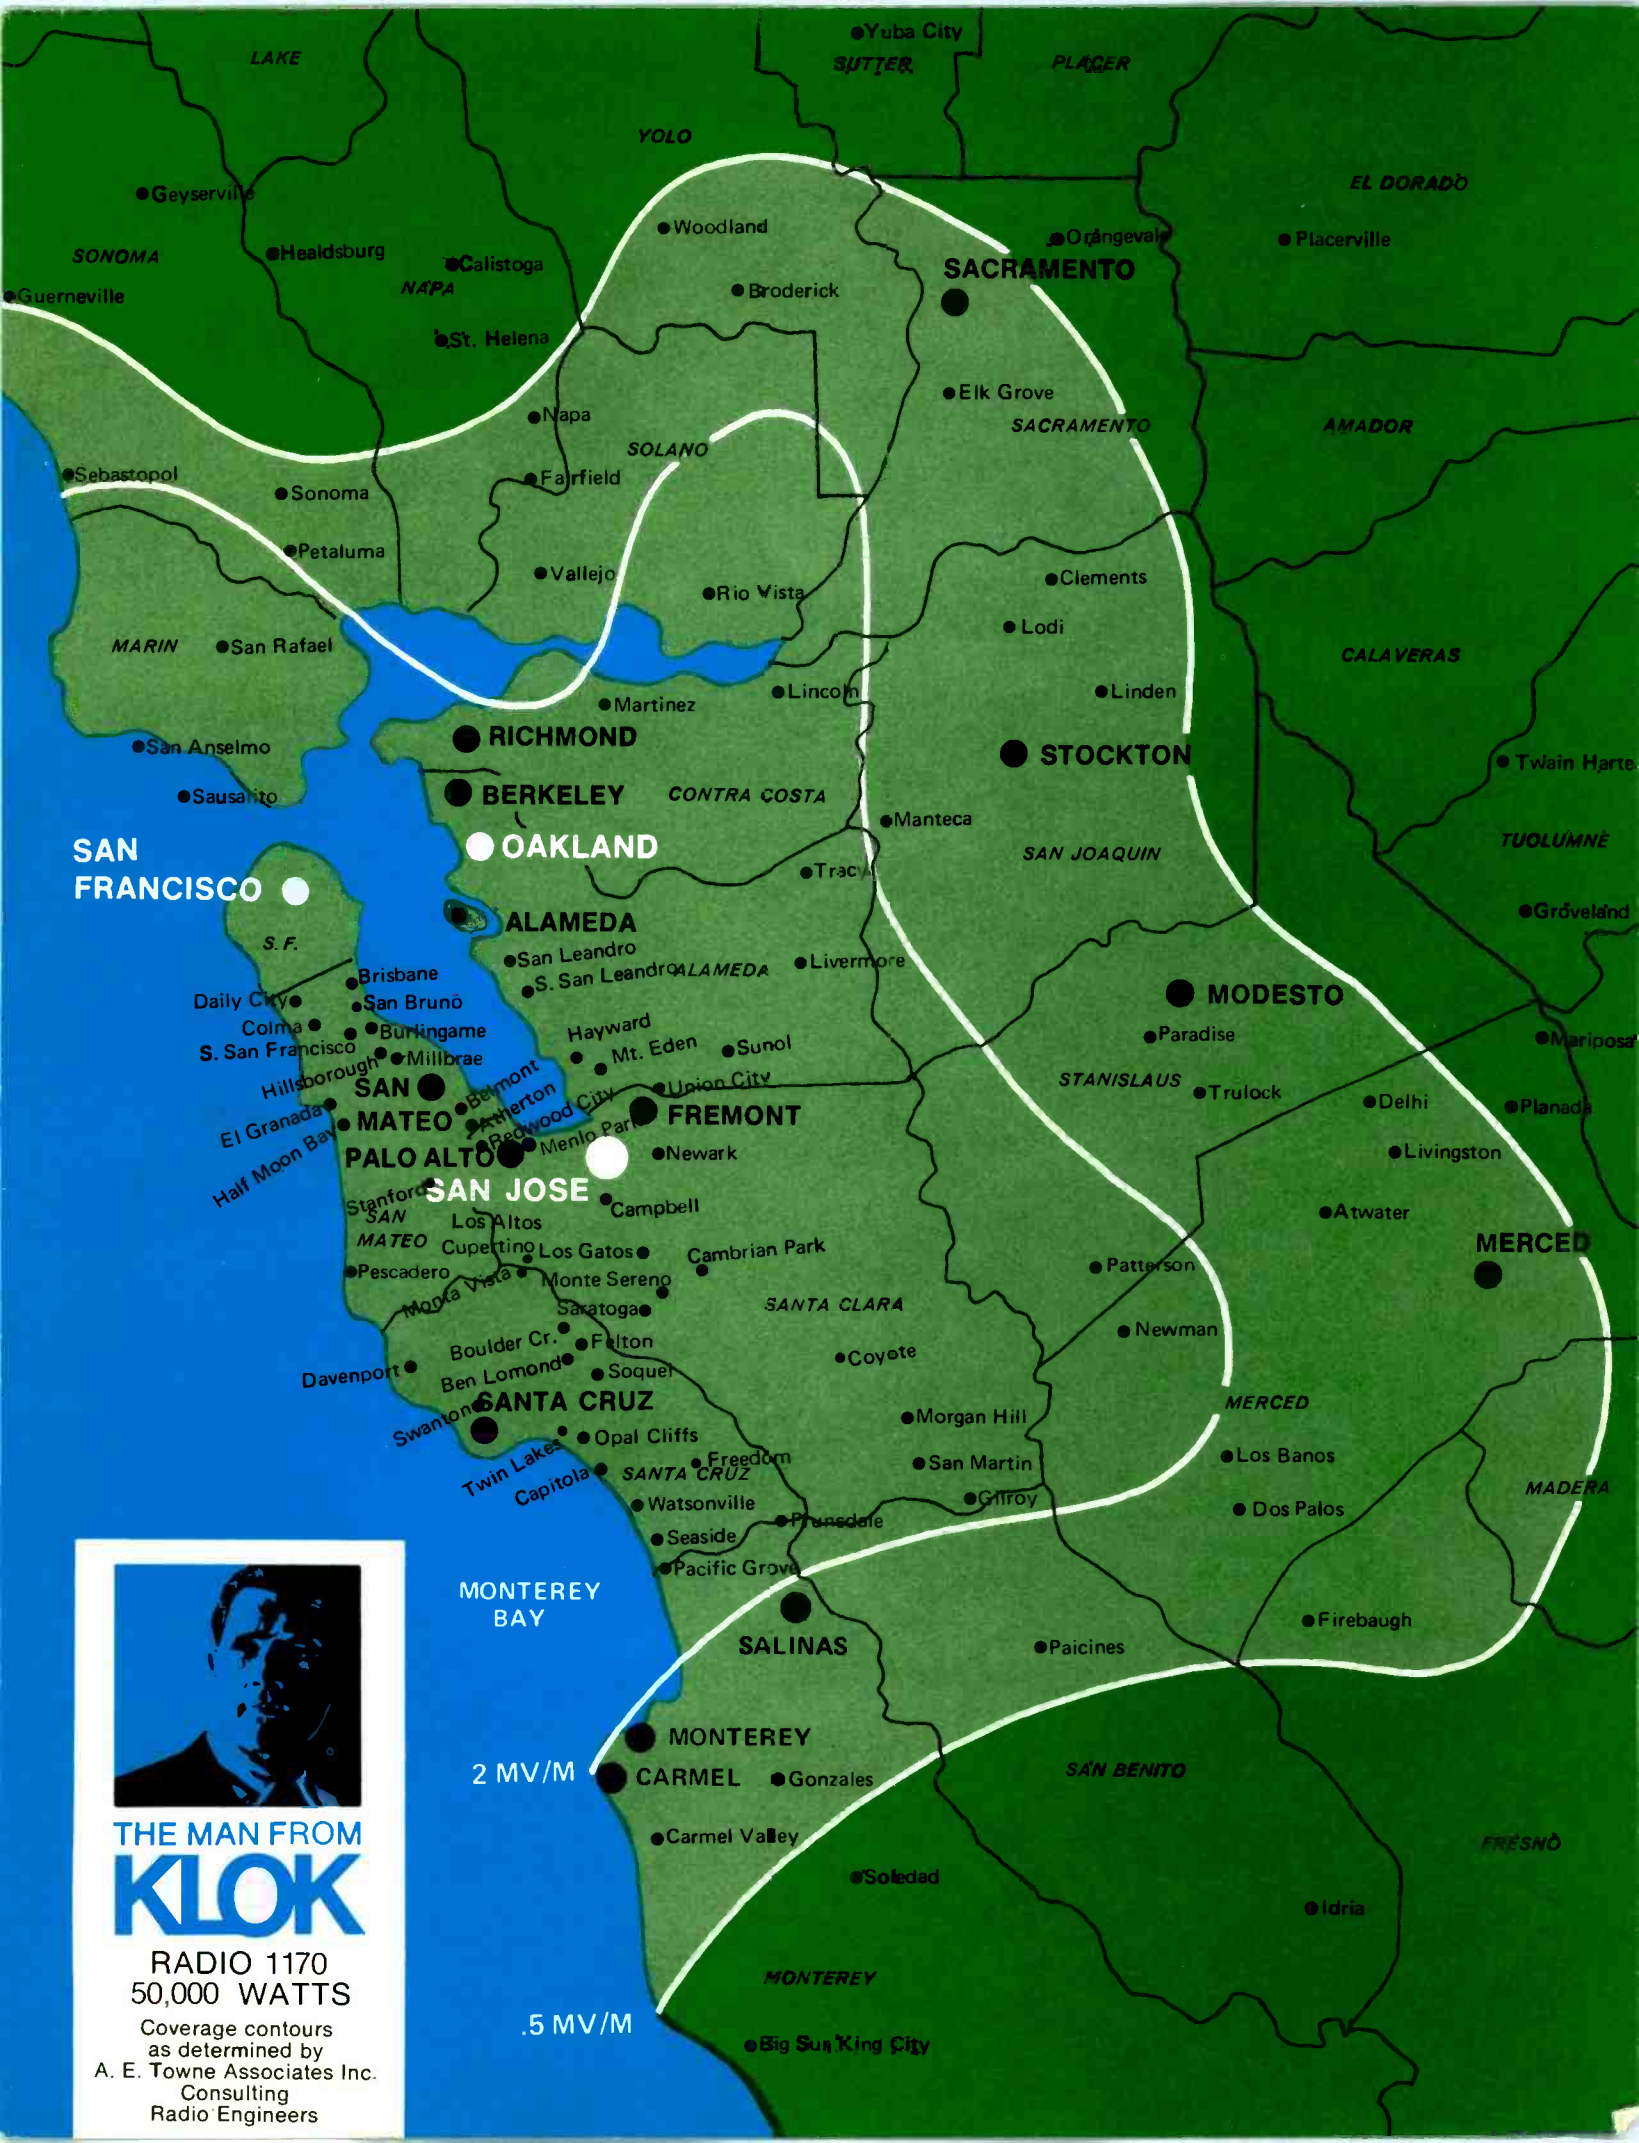 Yuba City
LAKE
SUTTER
PLACER
YOLO
EL DORADO
Geyserville
Woodland
Orangevale
Placerville
SONOMA
Healdsburg
Calistoga
SACRAMENTO
NAPA
Guerneville
Broderick
St. Helena
Elk Grove
Napa
SACRAMENTO
AMADOR
SOLANO
Sebastopol
Fairfield
Sonoma
Petaluma
Vallejo
Clements
Rio Vista
Lodi
MARIN
San Rafael
CALAVERAS
Lincoln
Linden
Martinez
RICHMOND
San Anselmo
STOCKTON
Twain Harte
BERKELEY
CONTRA COSTA
Sausarito
Manteca
OAKLAND
SAN
FRANCISCO
SAN JOAQUIN
TUOLUMNE
Tracy
Groveland
ALAMEDA
S. F.
San Leandro
S. San Leandro
ALAMEDA
Livermore
Brisbane
MODESTO
Daily City
San Bruno
Colma
Burlingame
Hayward
Paradise
Mariposa
S. San Francisco
Millbrae
Mt. Eden
Sunol
Hillsborough
SAN
MATEO
Belmont
Union City
STANISLAUS
Trulock
Delhi
Planada
El Granada
Atherton
Redwood City
FREMONT
Half Moon Bay
Menlo Park
PALO ALTO
Newark
Livingston
Stanford
SAN JOSE
Campbell
Atwater
SAN
MATEO
Los Altos
Cupertino
Los Gatos
Cambrian Park
MERCED
Pescadero
Monta Vista
Monte Sereno
Patterson
Saratoga
SANTA CLARA
Boulder Cr.
Felton
Newman
Davenport
Ben Lomond
Soquel
Coyote
SANTA CRUZ
MERCED
Swanton
Morgan Hill
Opal Cliffs
Twin Lakes
Freedom
San Martin
Los Banos
Capitola
SANTA CRUZ
MADERA
Watsonville
Gilroy
Dos Palos
Prunsdale
Seaside
Pacific Grove
MONTEREY
BAY
Firebaugh
SALINAS
Paicines
MONTEREY
2 MV/M
CARMEL
Gonzales
SAN BENITO
Carmel Valley
FRESNO
Soledad
Idria
MONTEREY
.5 MV/M
Big Sur King City
THE MAN FROM
KLOK
RADIO 1170
50,000 WATTS
Coverage contours
as determined by
A. E. Towne Associates Inc.
Consulting
Radio Engineers